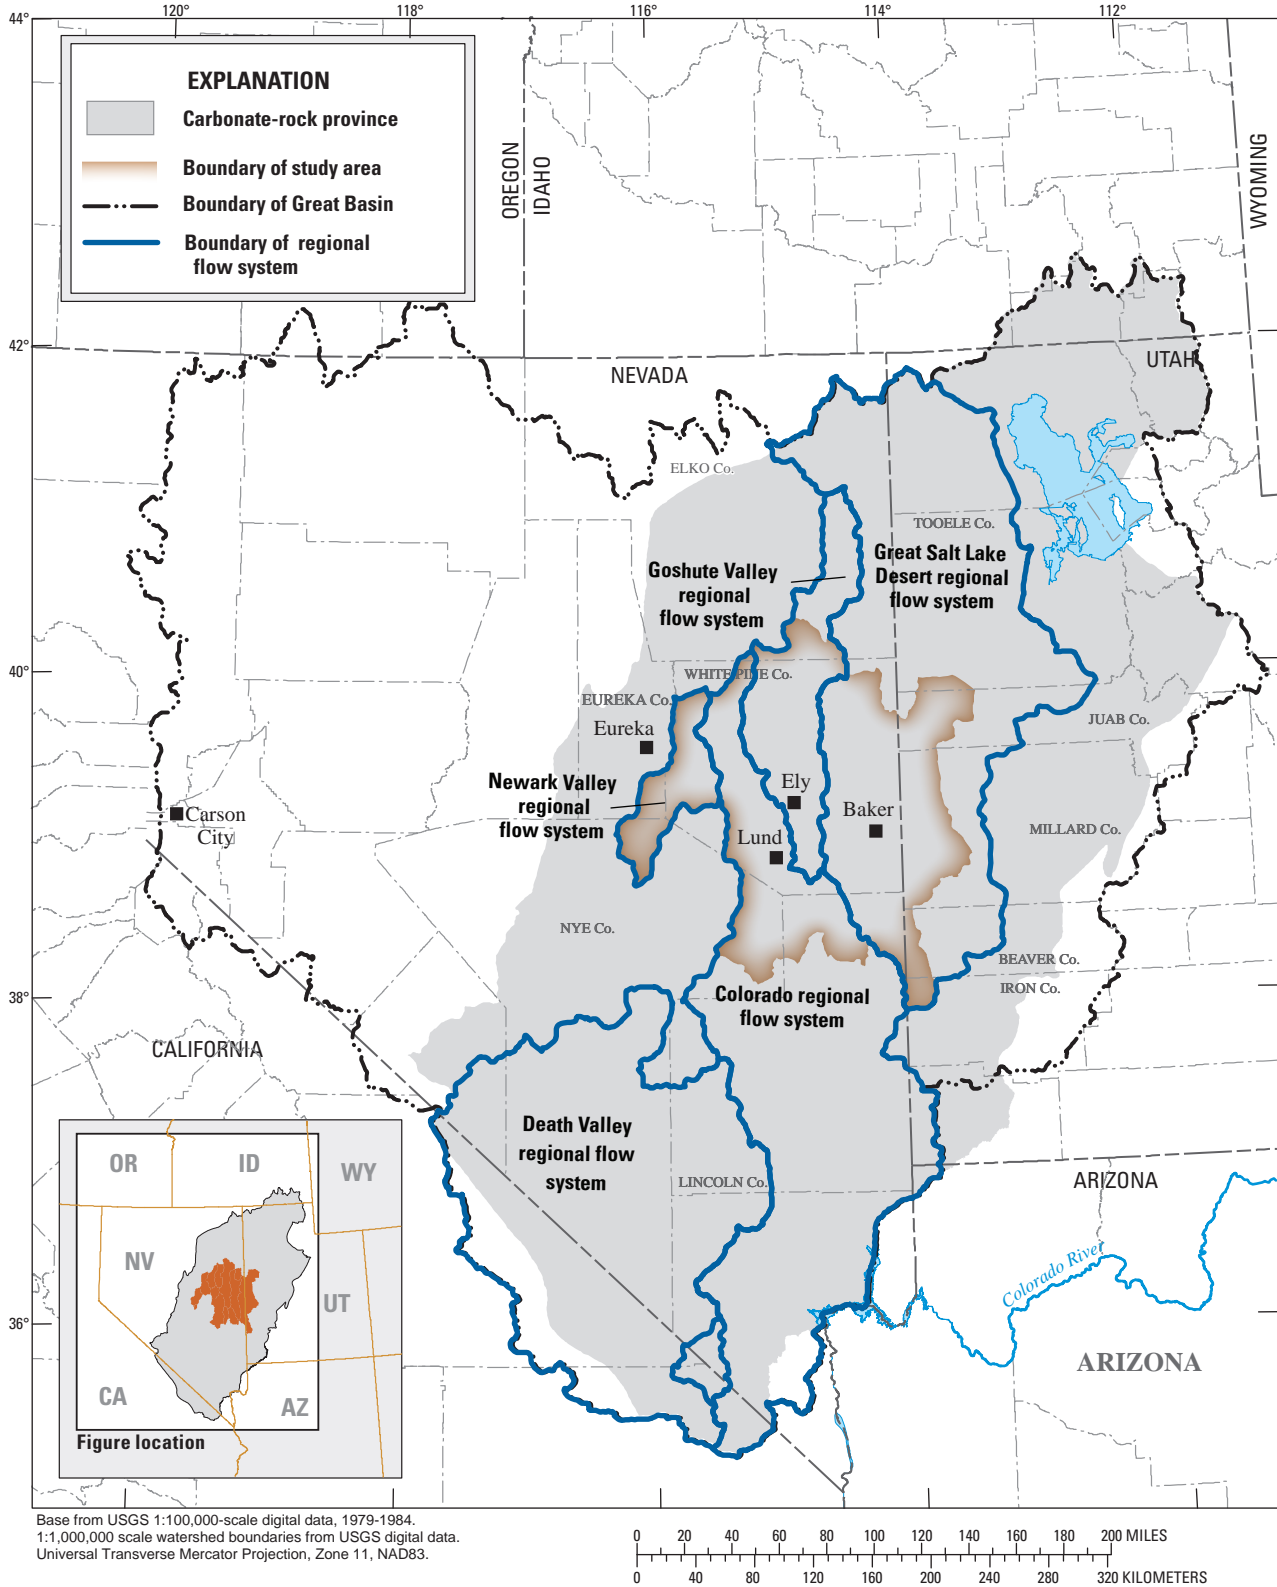 120°
118°
116°
114°
112°
44°
EXPLANATION
Carbonate-rock province
Boundary of study area
Boundary of Great Basin
Boundary of regional
flow system
OREGON
IDAHO
WYOMING
42°
NEVADA
UTAH
ELKO Co.
TOOELE Co.
Great Salt Lake
Desert regional
flow system
Goshute Valley
regional
flow system
40°
WHITE PINE Co.
EUREKA Co.
Eureka
JUAB Co.
Newark Valley
regional
flow system
Ely
Baker
Lund
Carson
City
MILLARD Co.
NYE Co.
BEAVER Co.
IRON Co.
38°
Colorado regional
flow system
CALIFORNIA
Death Valley
regional flow
system
LINCOLN Co.
ARIZONA
Colorado River
36°
ARIZONA
OR
ID
WY
NV
UT
CA
AZ
Figure location
Base from USGS 1:100,000-scale digital data, 1979-1984.
1:1,000,000 scale watershed boundaries from USGS digital data.
Universal Transverse Mercator Projection, Zone 11, NAD83.
0 20 40 60 80 100 120 140 160 180 200 MILES
0 40 80 120 160 200 240 280 320 KILOMETERS